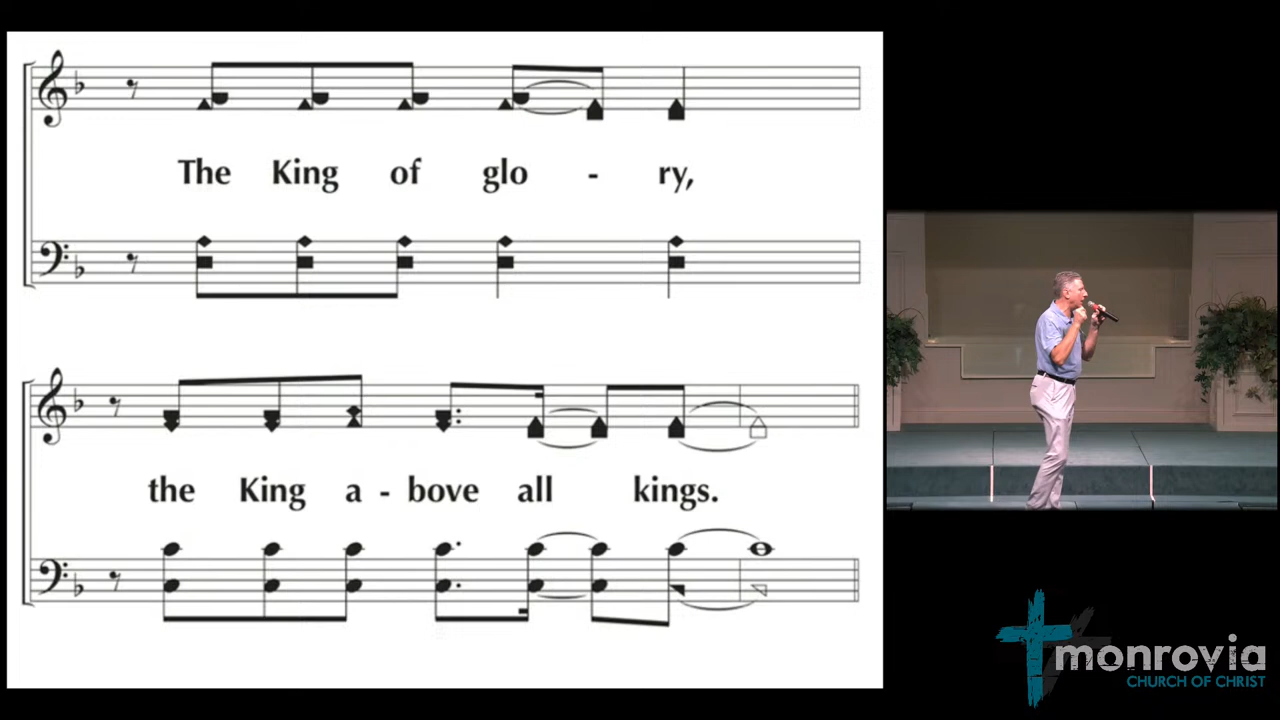 The King of glo - ry,
the King a - bove all kings.
monrovia
CHURCH OF CHRIST